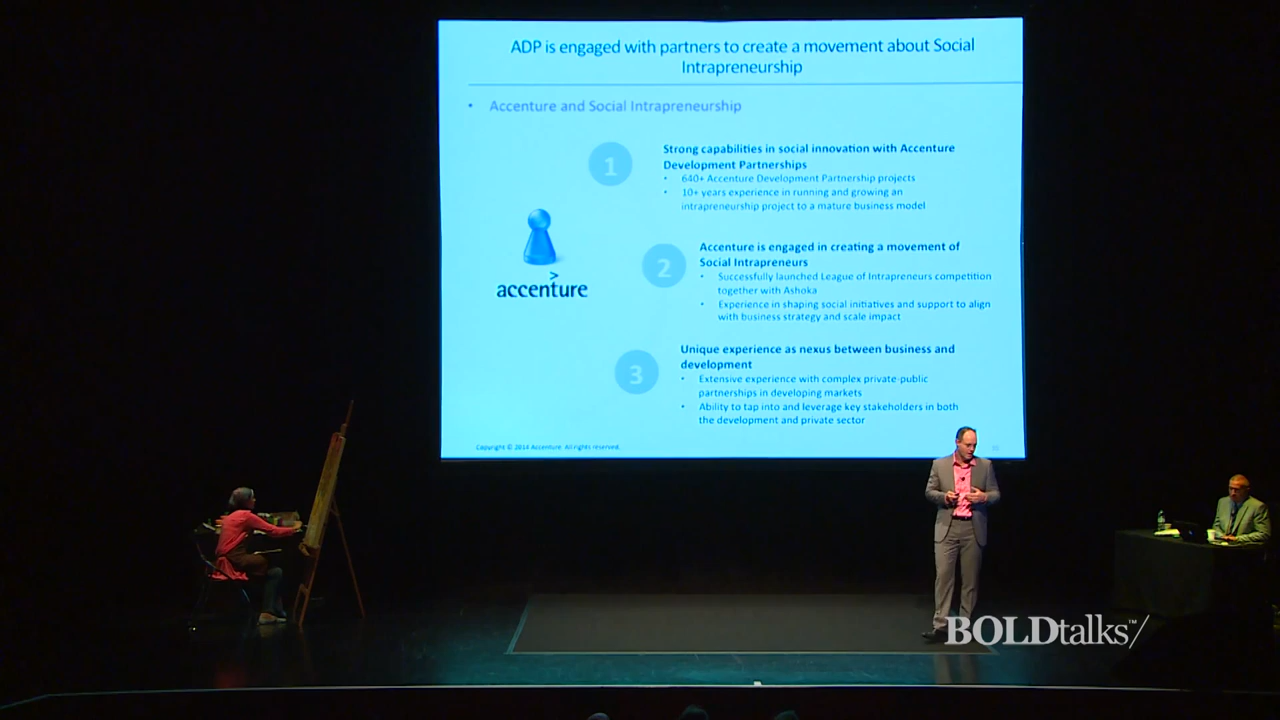 ADP is engaged with partners to create a movement about Social
Intrapreneurship
• Accenture and Social Intrapreneurship
1
Strong capabilities in social innovation with Accenture
Development Partnerships
• 640+ Accenture Development Partnership projects
• 10+ years experience in running and growing an
intrapreneurship project to a mature business model
>
accenture
2
Accenture is engaged in creating a movement of
Social Intrapreneurs
• Successfully launched League of Intrapreneurs competition
together with Ashoka
• Experience in shaping social initiatives and support to align
with business strategy and scale impact
3
Unique experience as nexus between business and
development
• Extensive experience with complex private-public
partnerships in developing markets
• Ability to tap into and leverage key stakeholders in both
the development and private sector
Copyright © 2014 Accenture. All rights reserved.
BOLDtalks™/